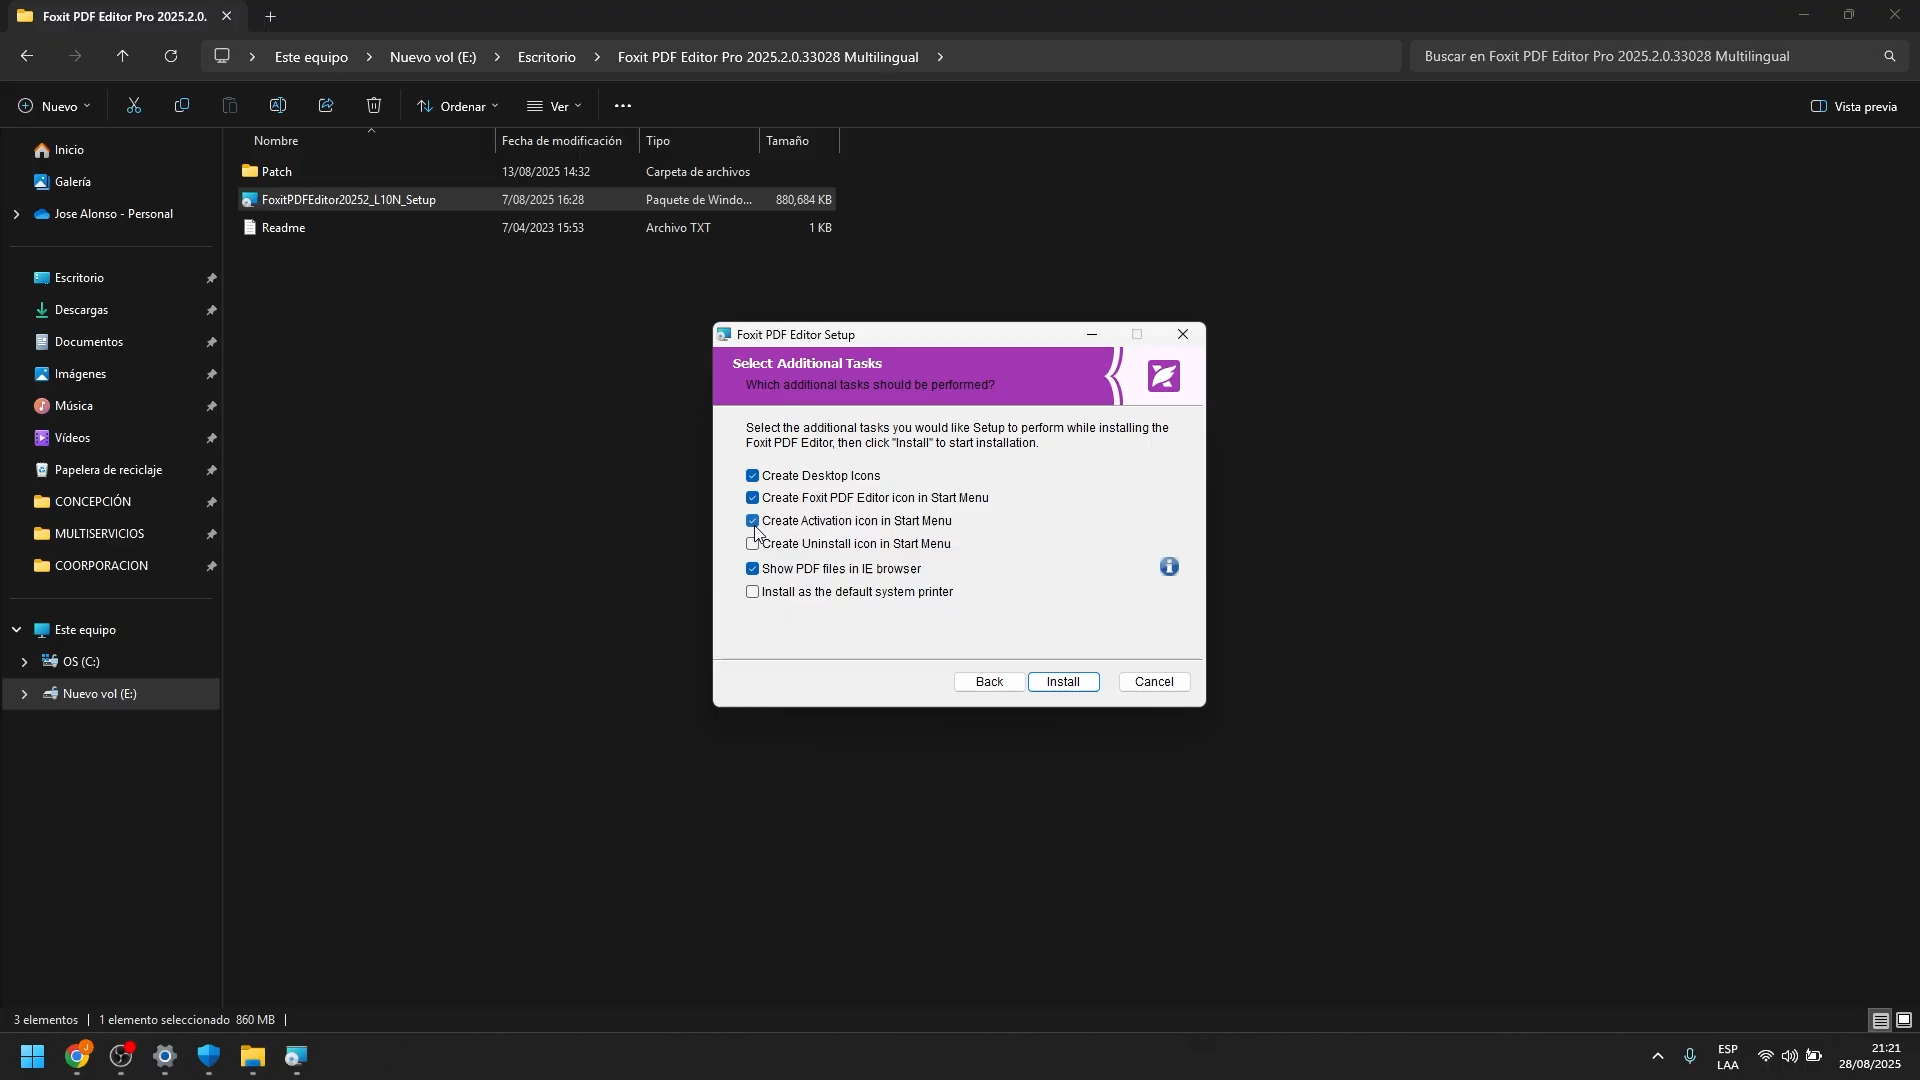 Foxit PDF Editor Pro 2025.2.0.
Este equipo
Nuevo vol (E:)
Escritorio
Foxit PDF Editor Pro 2025.2.0.33028 Multilingual
Buscar en Foxit PDF Editor Pro 2025.2.0.33028 Multilingual
Nuevo
Ordenar
Ver
Vista previa
Nombre
Fecha de modificación
Tipo
Tamaño
Patch
13/08/2025 14:32
Carpeta de archivos
FoxitPDFEditor20252_L10N_Setup
7/08/2025 16:28
Paquete de Windo...
880,684 KB
Readme
7/04/2023 15:53
Archivo TXT
1 KB
Inicio
Galería
Jose Alonso - Personal
Escritorio
Descargas
Documentos
Imágenes
Música
Vídeos
Papelera de reciclaje
CONCEPCIÓN
MULTISERVICIOS
COORPORACION
Este equipo
OS (C:)
Nuevo vol (E:)
Foxit PDF Editor Setup
Select Additional Tasks
Which additional tasks should be performed?
Select the additional tasks you would like Setup to perform while installing the
Foxit PDF Editor, then click "Install" to start installation.
Create Desktop Icons
Create Foxit PDF Editor icon in Start Menu
Create Activation icon in Start Menu
Create Uninstall icon in Start Menu
Show PDF files in IE browser
Install as the default system printer
Back
Install
Cancel
3 elementos
1 elemento seleccionado 860 MB
J
ESP
LAA
21:21
28/08/2025